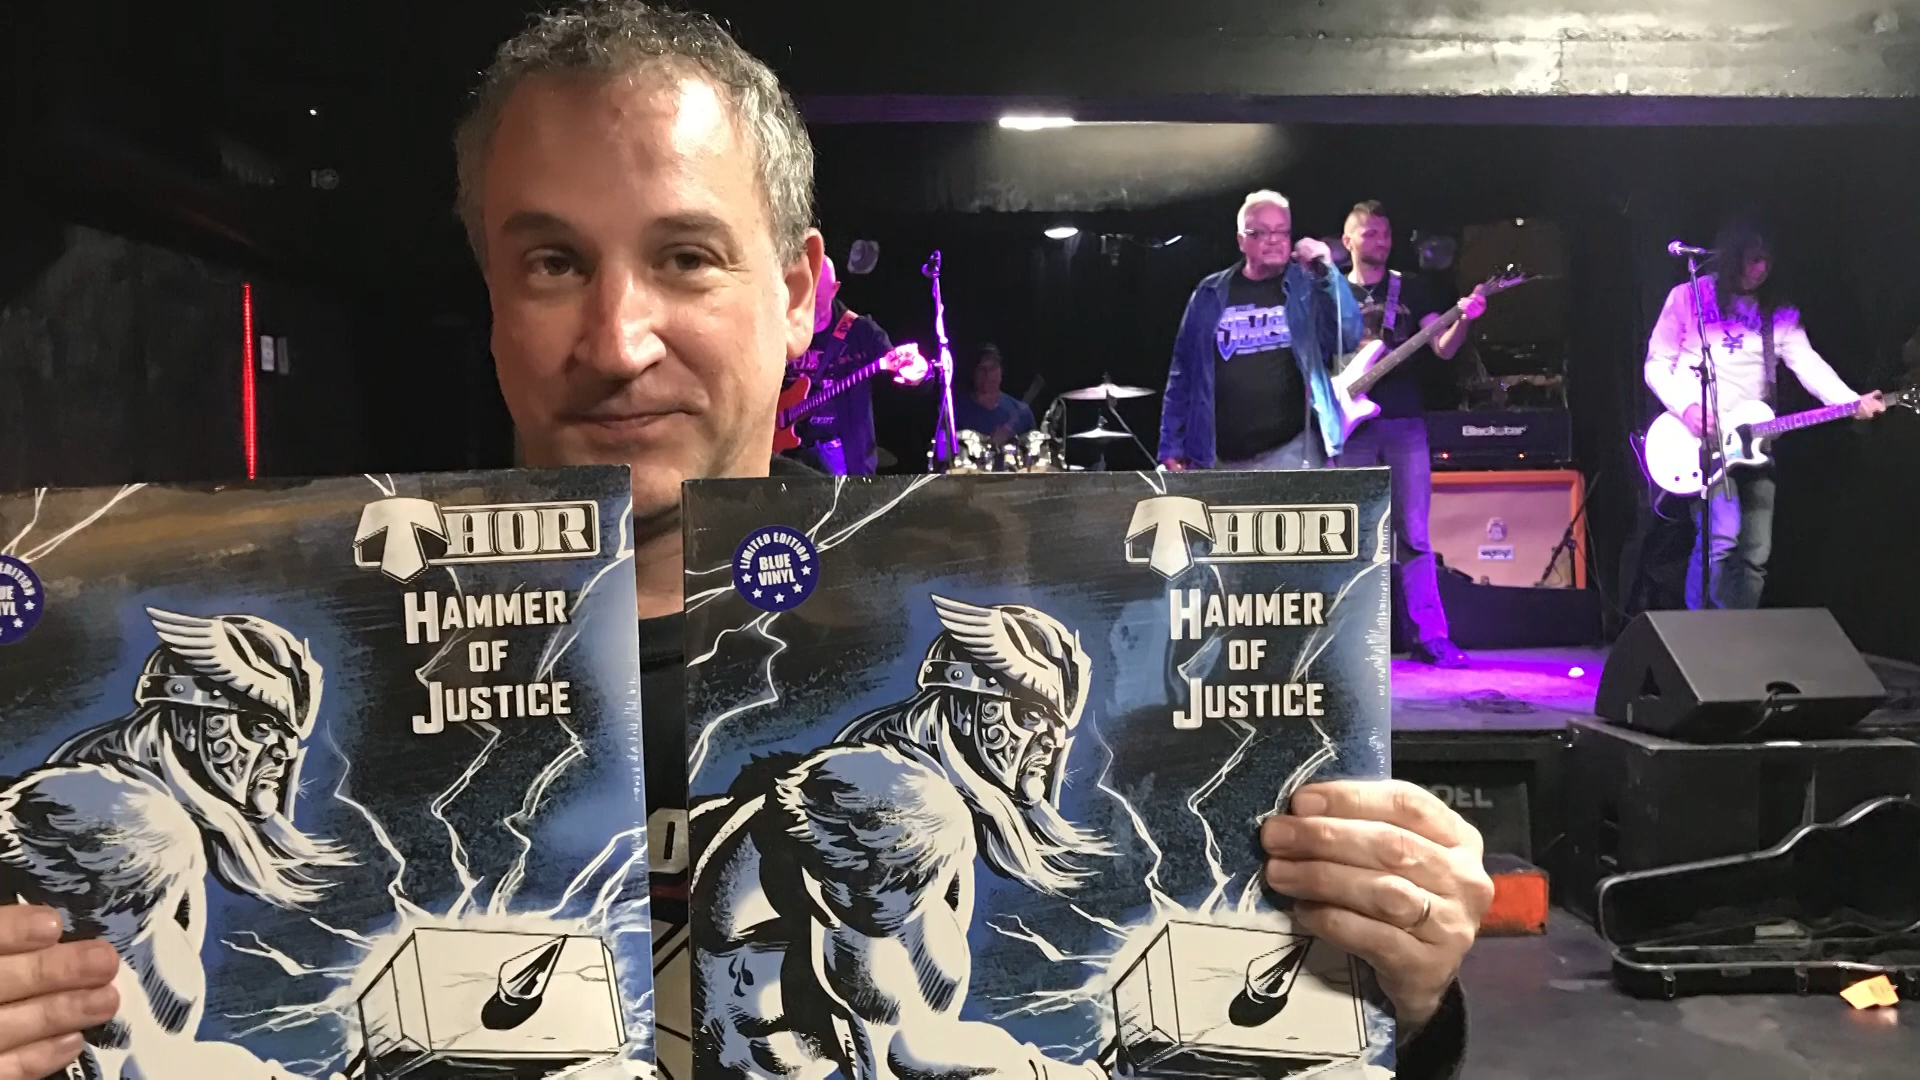 THOR
HAMMER
OF
JUSTICE
THOR
HAMMER
OF
JUSTICE
LIMITED EDITION
BLUE
VINYL
Blackstar